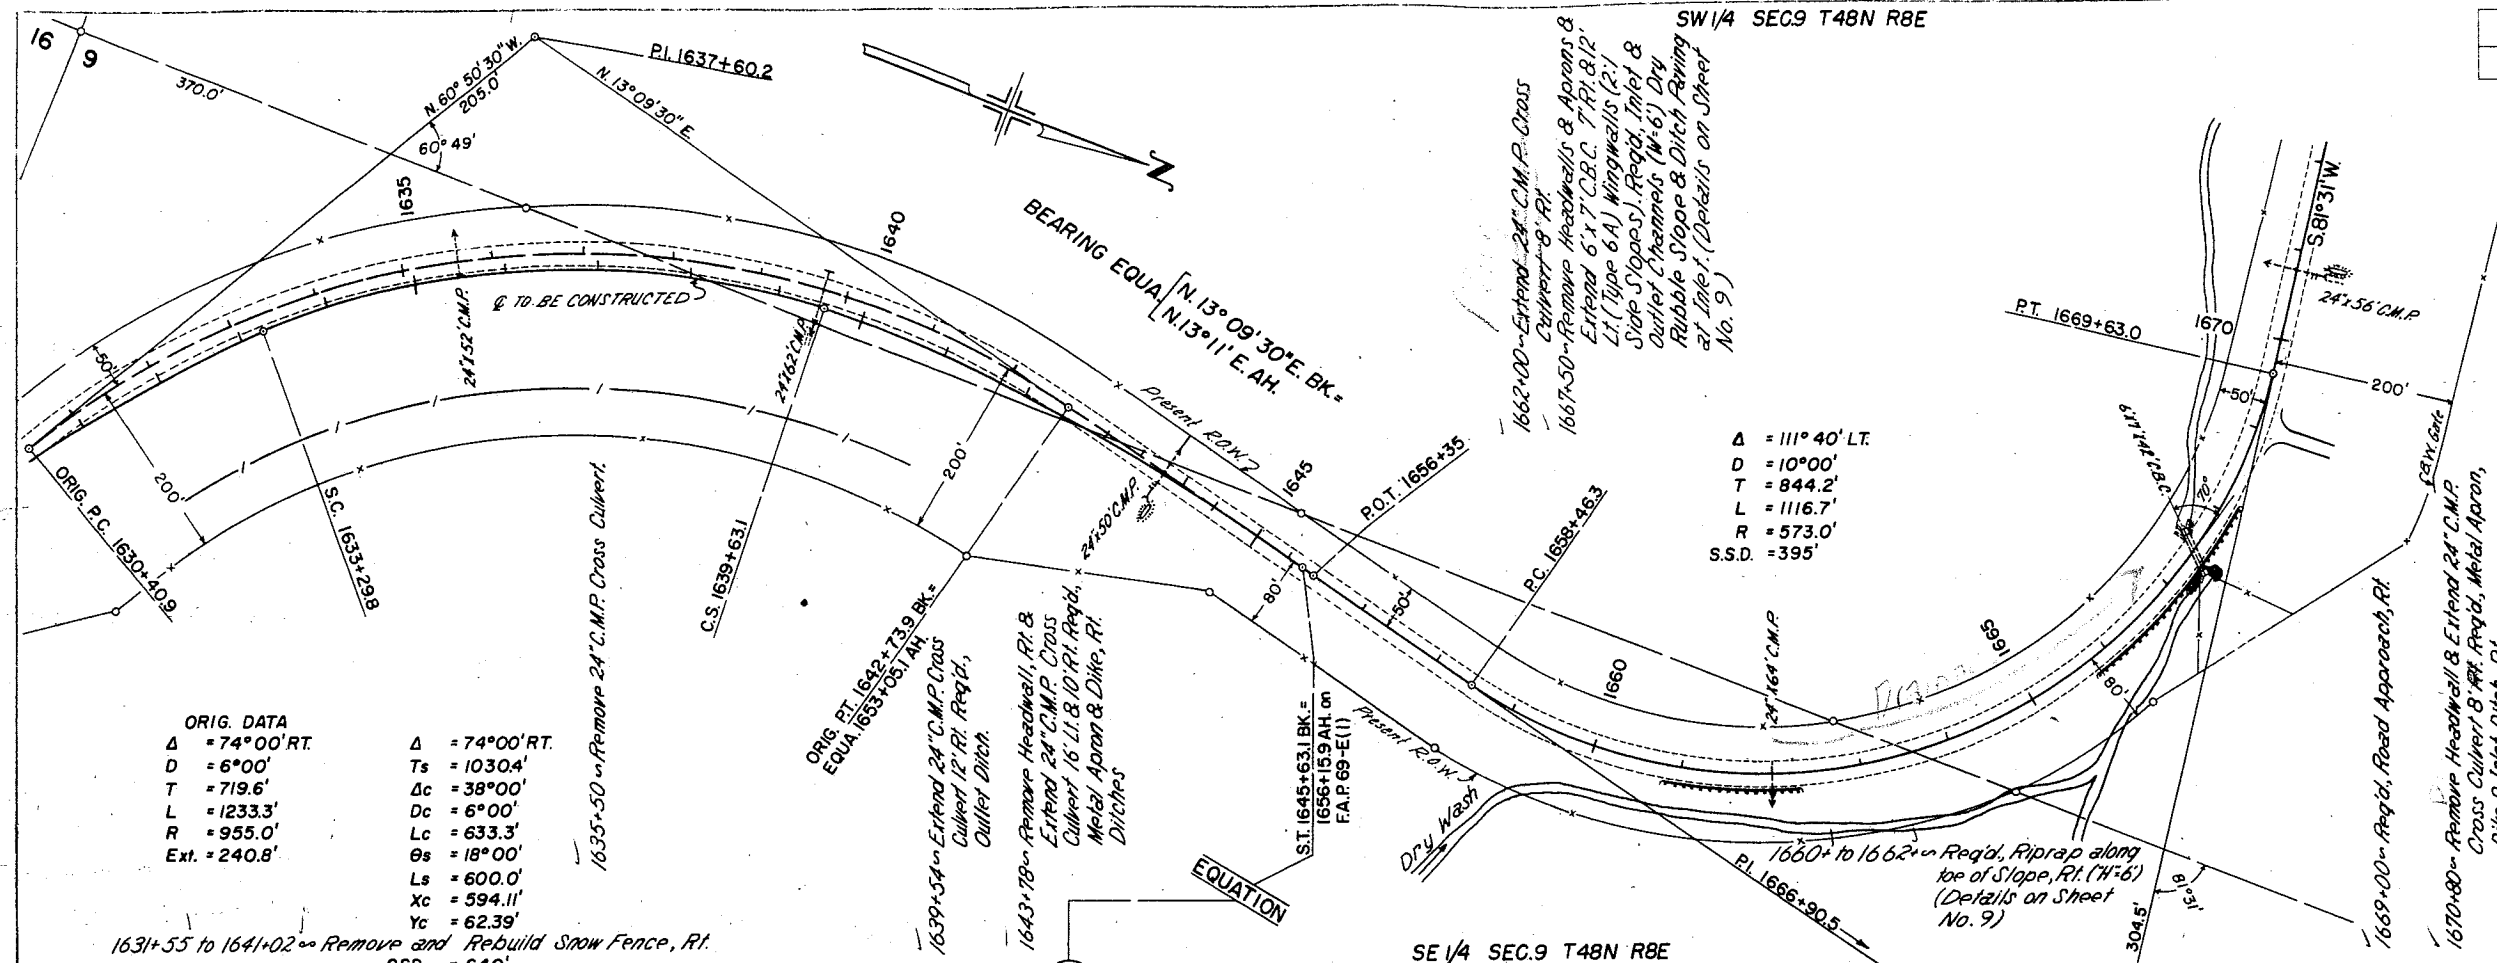 16
9
370.0'
N. 60° 50' 30" W.
205.0'
60° 49'
P.I. 1637+60.2
N. 13° 09' 30" E.
SW 1/4 SEC.9 T48N R8E
N
BEARING EQUA.
N. 13° 09' 30" E. BK.=
N. 13° 11' E. AH.
1635
1640
24"x52' C.M.P.
℄ TO BE CONSTRUCTED
24"x62' C.M.P.
50'
200'
ORIG. P.C. 1630+40.9
S.C. 1633+29.8
C.S. 1639+63.1
200'
ORIG. P.T. 1642+73.9 BK.=
EQUA. 1653+05.1 AH.
Present R.O.W.
24"x50' C.M.P.
1645
P.O.T. 1656+35
80'
50'
P.C. 1658+46.3
S.T. 1645+63.1 BK.=
1656+15.9 AH. on
F.A.P. 69-E(1)
EQUATION
1662+00 ~ Extend 24" C.M.P. Cross
Culvert 8' Rt.
1667+50 ~ Remove Headwalls & Aprons &
Extend 6'x7' C.B.C. 7' Rt. & 12'
Lt. (Type 6A) Wingwalls (2:1
Side Slopes). Req'd. Inlet &
Outlet Channels (W=6') Dry
Rubble Slope & Ditch Paving
at Inlet. (Details on Sheet
No. 9)
Δ = 111° 40' LT.
D = 10°00'
T = 844.2'
L = 1116.7'
R = 573.0'
S.S.D. = 395'
P.T. 1669+63.0
1670
S. 81° 31' W.
24"x56' C.M.P.
50'
200'
70°
1665
1660
24"x64' C.M.P.
80'
Present R.O.W.
Dry Wash
P.I. 1666+90.5
1660+ to 1662+ ~ Req'd., Riprap along
toe of Slope, Rt. ("H"=6')
(Details on Sheet
No. 9)
304.5'
81°31'
1669+00 ~ Req'd., Road Approach, Rt.
1670+80 ~ Remove Headwall & Extend 24" C.M.P.
Cross Culvert 8' Rt. Req'd., Metal Apron,
ORIG. DATA
Δ = 74°00' RT.
D = 6°00'
T = 719.6'
L = 1233.3'
R = 955.0'
Ext. = 240.8'
Δ = 74°00' RT.
Ts = 1030.4'
Δc = 38°00'
Dc = 6°00'
Lc = 633.3'
Θs = 18°00'
Ls = 600.0'
Xc = 594.11'
Yc = 62.39'
1635+50 ~ Remove 24" C.M.P. Cross Culvert.
1639+54 ~ Extend 24" C.M.P. Cross
Culvert 12' Rt. Req'd.,
Outlet Ditch.
1643+78 ~ Remove Headwall, Rt. &
Extend 24" C.M.P. Cross
Culvert 16' Lt. & 10' Rt. Req'd.,
Metal Apron & Dike, Rt.
Ditches
1631+55 to 1641+02 ~ Remove and Rebuild Snow Fence, Rt.
SE 1/4 SEC.9 T48N R8E